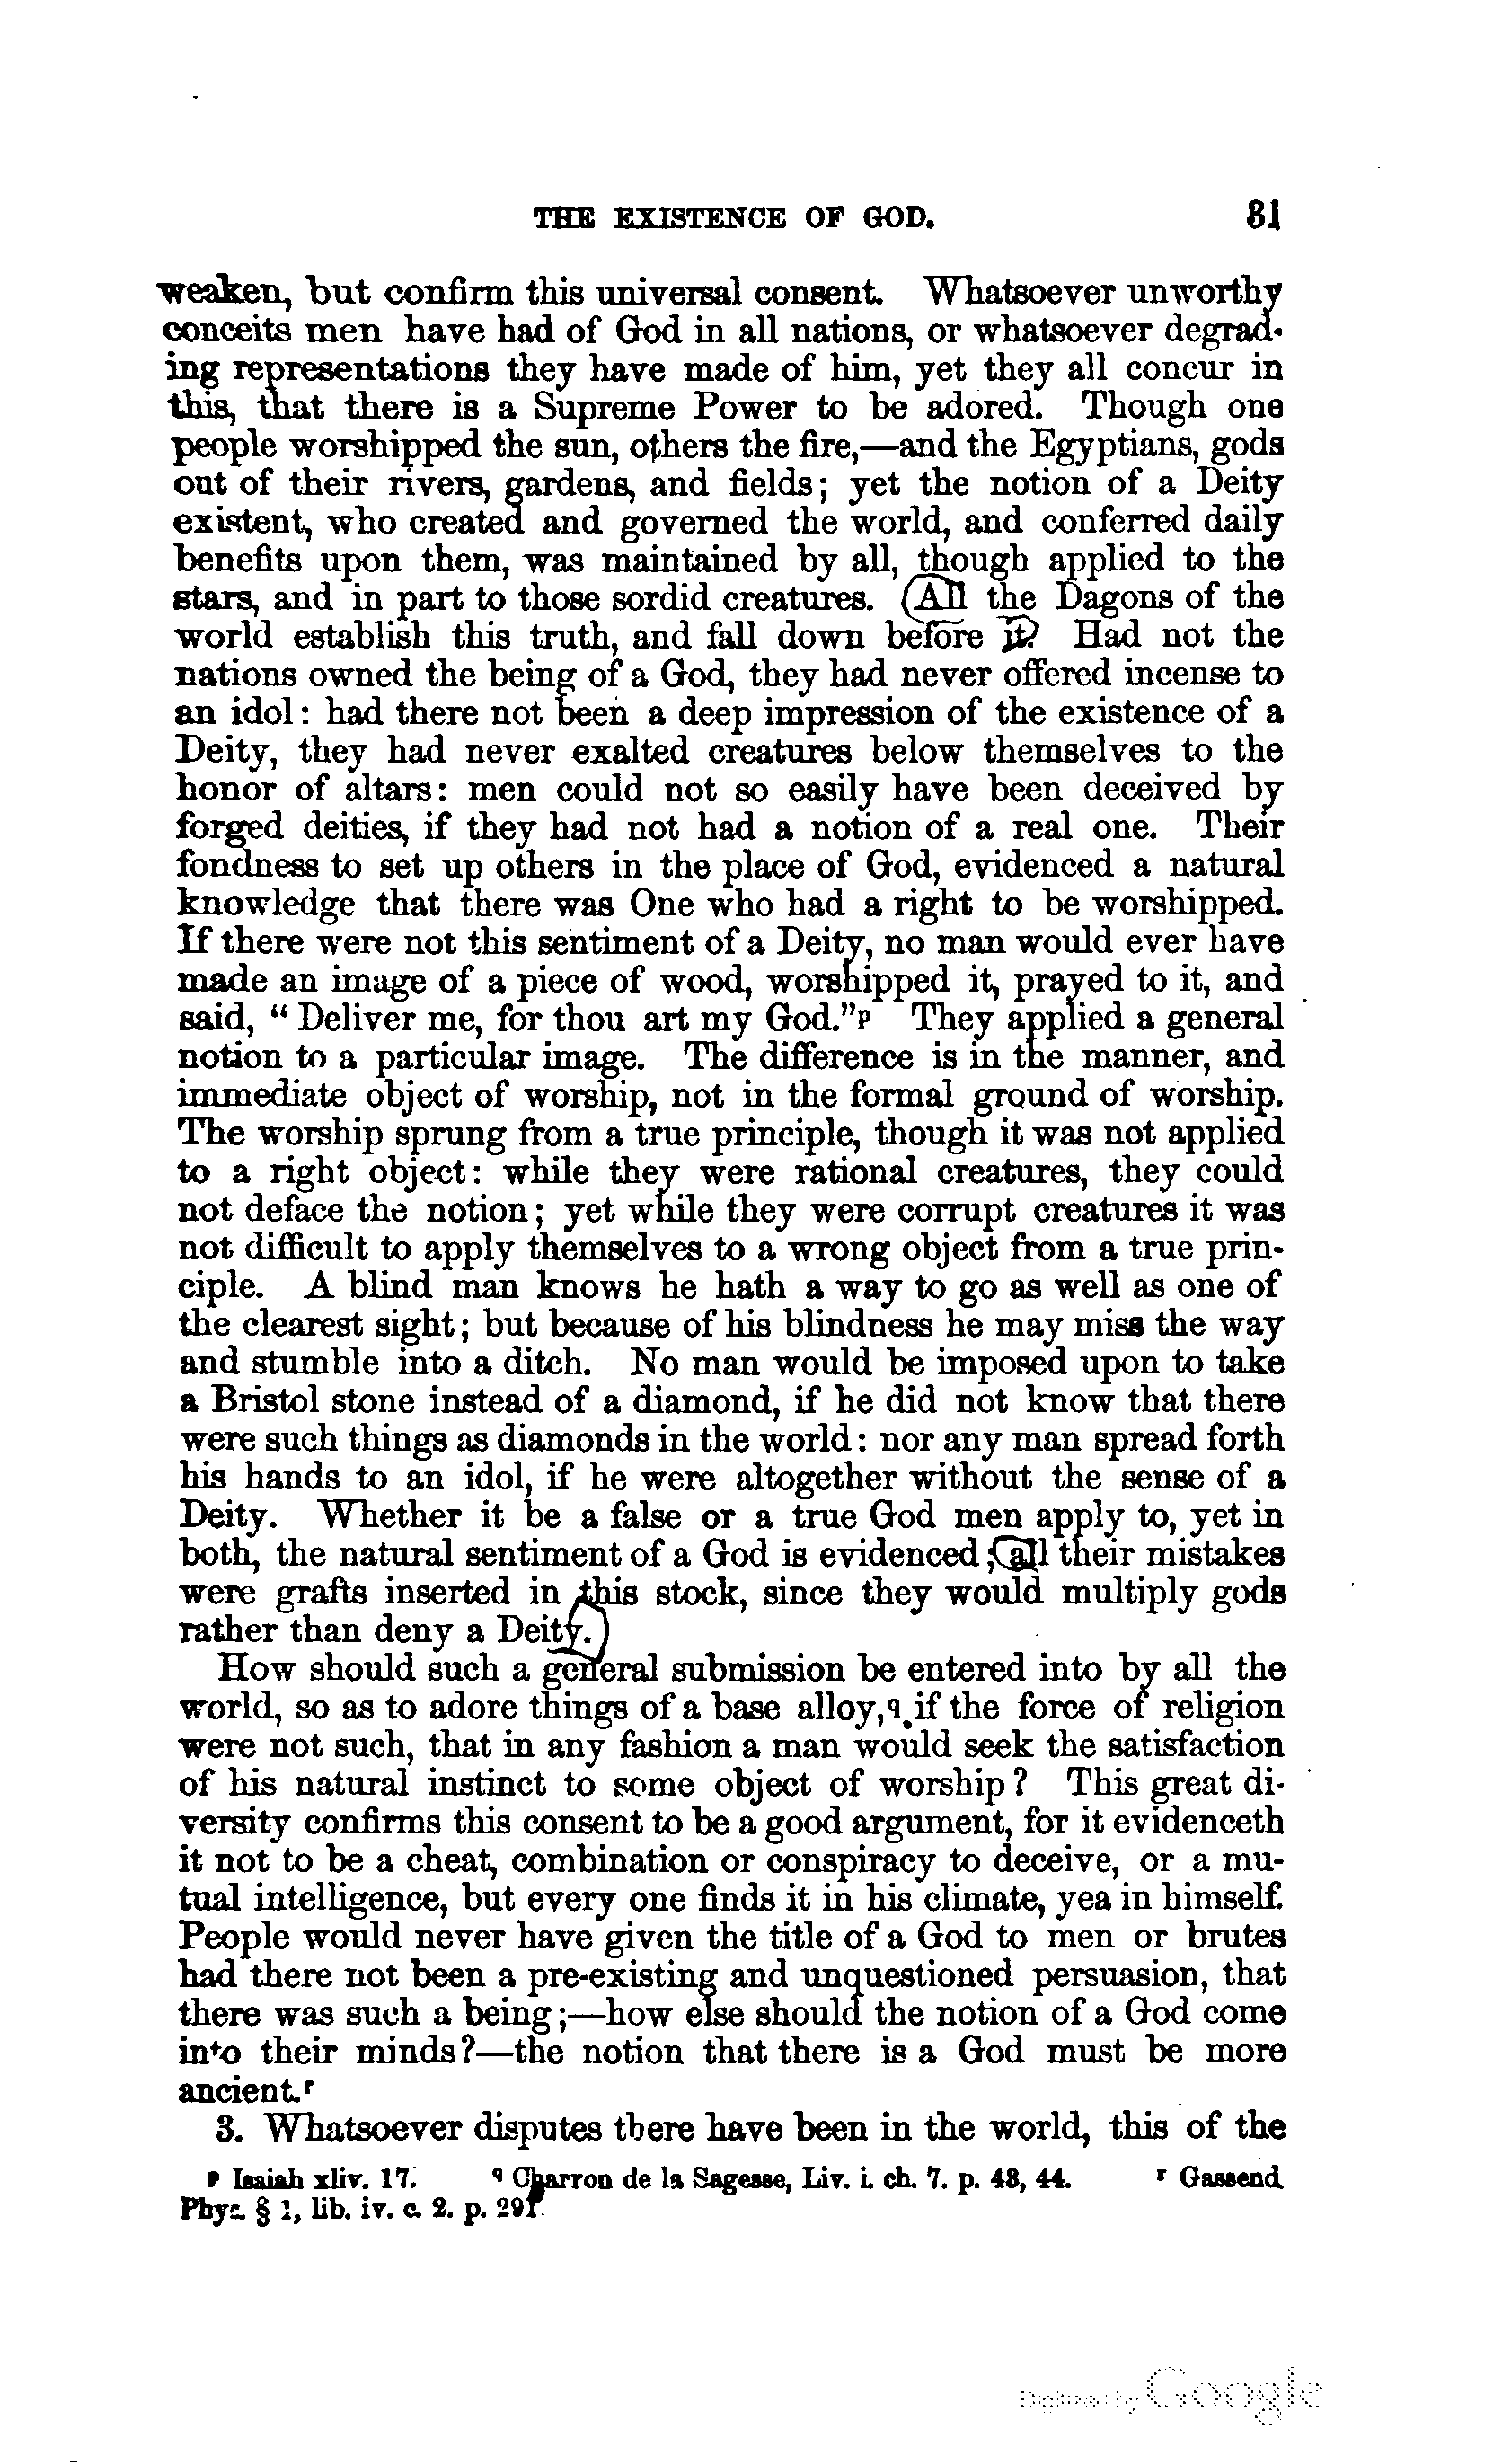 THE EXISTENCE OF GOD. 31
weaken, but confirm this universal consent. Whatsoever unworthy
conceits men have had of God in all nations, or whatsoever degrad-
ing representations they have made of him, yet they all concur in
this, that there is a Supreme Power to be adored. Though one
people worshipped the sun, others the fire,—and the Egyptians, gods
out of their rivers, gardens, and fields; yet the notion of a Deity
existent, who created and governed the world, and conferred daily
benefits upon them, was maintained by all, though applied to the
stars, and in part to those sordid creatures. All the Dagons of the
world establish this truth, and fall down before it. Had not the
nations owned the being of a God, they had never offered incense to
an idol: had there not been a deep impression of the existence of a
Deity, they had never exalted creatures below themselves to the
honor of altars: men could not so easily have been deceived by
forged deities, if they had not had a notion of a real one. Their
fondness to set up others in the place of God, evidenced a natural
knowledge that there was One who had a right to be worshipped.
If there were not this sentiment of a Deity, no man would ever have
made an image of a piece of wood, worshipped it, prayed to it, and
said, “Deliver me, for thou art my God.”p They applied a general
notion to a particular image. The difference is in the manner, and
immediate object of worship, not in the formal ground of worship.
The worship sprung from a true principle, though it was not applied
to a right object: while they were rational creatures, they could
not deface the notion; yet while they were corrupt creatures it was
not difficult to apply themselves to a wrong object from a true prin-
ciple. A blind man knows he hath a way to go as well as one of
the clearest sight; but because of his blindness he may miss the way
and stumble into a ditch. No man would be imposed upon to take
a Bristol stone instead of a diamond, if he did not know that there
were such things as diamonds in the world: nor any man spread forth
his hands to an idol, if he were altogether without the sense of a
Deity. Whether it be a false or a true God men apply to, yet in
both, the natural sentiment of a God is evidenced; all their mistakes
were grafts inserted in this stock, since they would multiply gods
rather than deny a Deity.
How should such a general submission be entered into by all the
world, so as to adore things of a base alloy,q if the force of religion
were not such, that in any fashion a man would seek the satisfaction
of his natural instinct to some object of worship? This great di-
versity confirms this consent to be a good argument, for it evidenceth
it not to be a cheat, combination or conspiracy to deceive, or a mu-
tual intelligence, but every one finds it in his climate, yea in himself.
People would never have given the title of a God to men or brutes
had there not been a pre-existing and unquestioned persuasion, that
there was such a being;—how else should the notion of a God come
into their minds?—the notion that there is a God must be more
ancient.r
3. Whatsoever disputes there have been in the world, this of the
p Isaiah xliv. 17. q Charron de la Sagesse, Liv. i. ch. 7. p. 43, 44. r Gassend.
Phys. § 1, lib. iv. c. 2. p. 291.
Digitized by Google